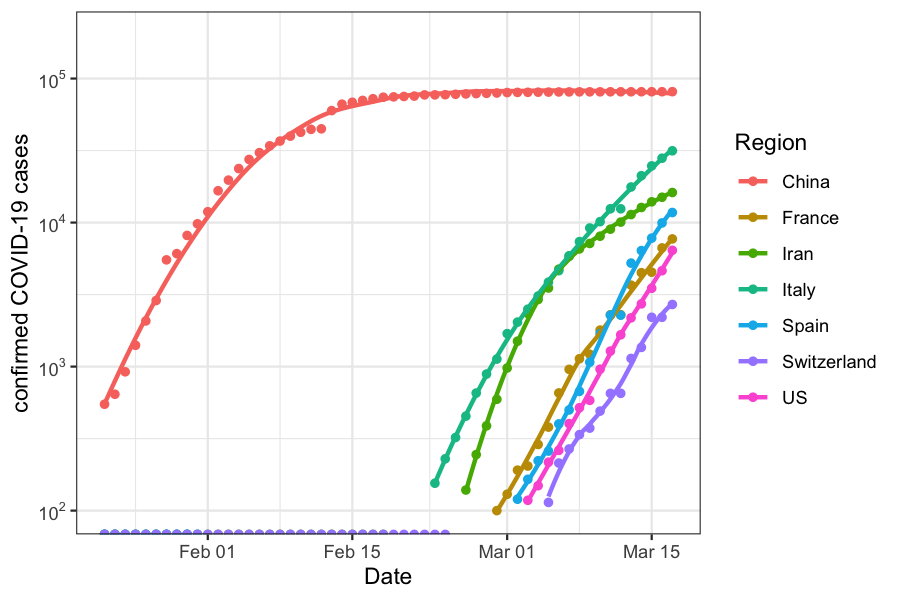 confirmed COVID-19 cases
10⁵
10⁴
10³
10²
Feb 01
Feb 15
Mar 01
Mar 15
Date
Region
China
France
Iran
Italy
Spain
Switzerland
US